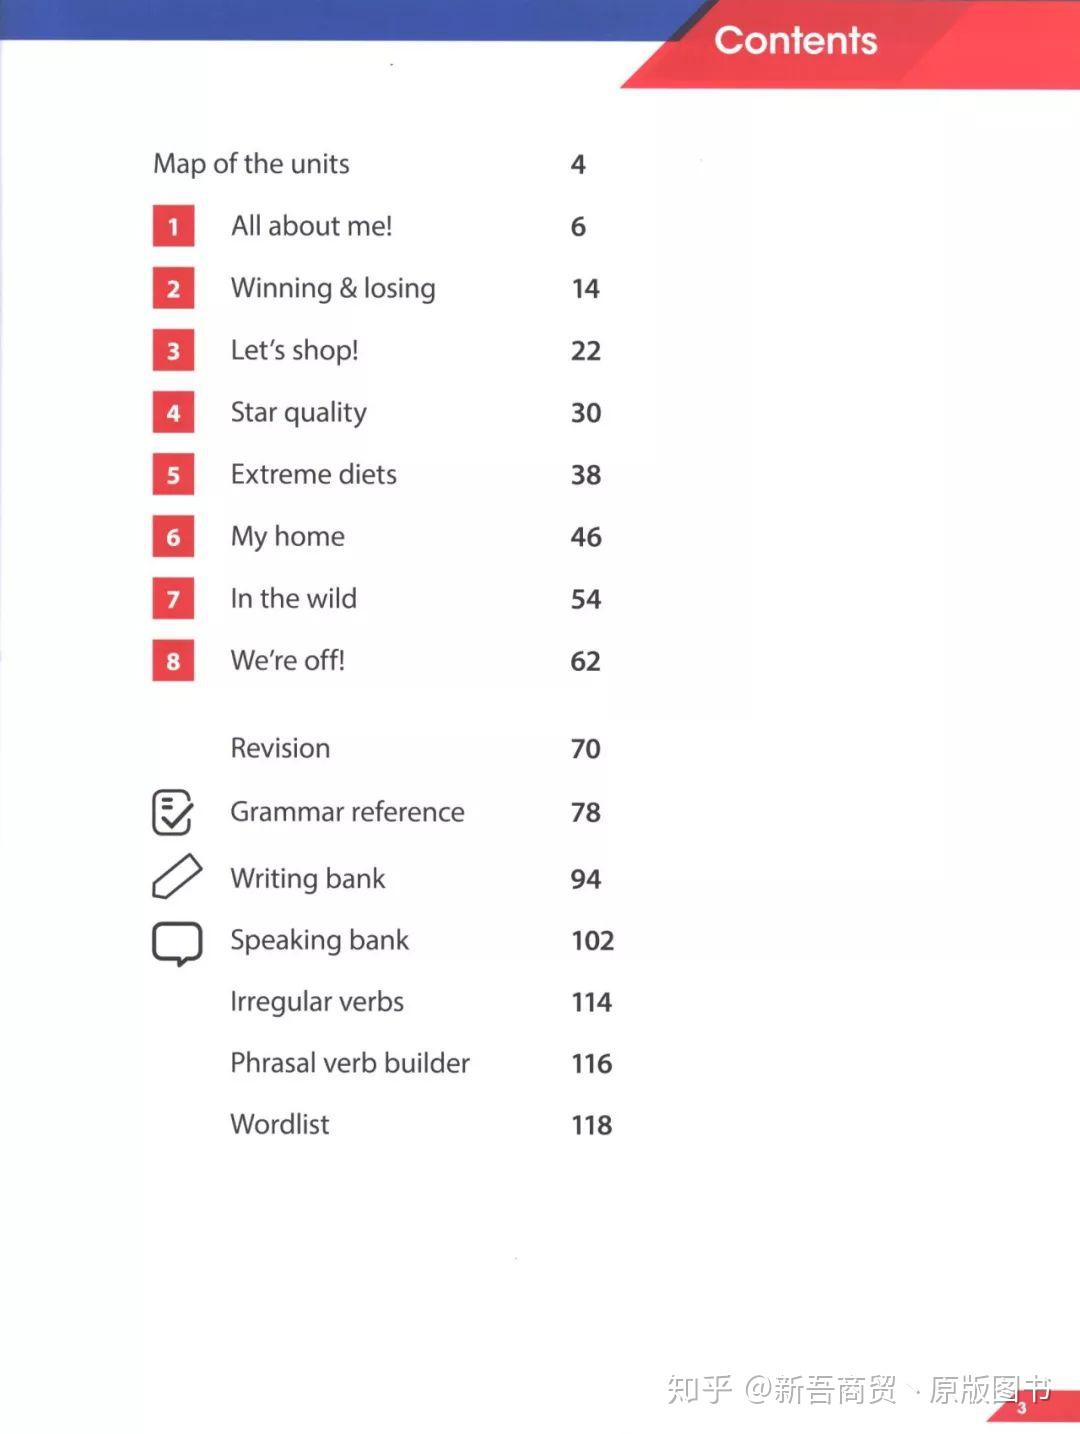 Contents
Map of the units 4
1 All about me! 6
2 Winning & losing 14
3 Let's shop! 22
4 Star quality 30
5 Extreme diets 38
6 My home 46
7 In the wild 54
8 We're off! 62
Revision 70
Grammar reference 78
Writing bank 94
Speaking bank 102
Irregular verbs 114
Phrasal verb builder 116
Wordlist 118
知乎 @新吾商贸丶原版图书
3